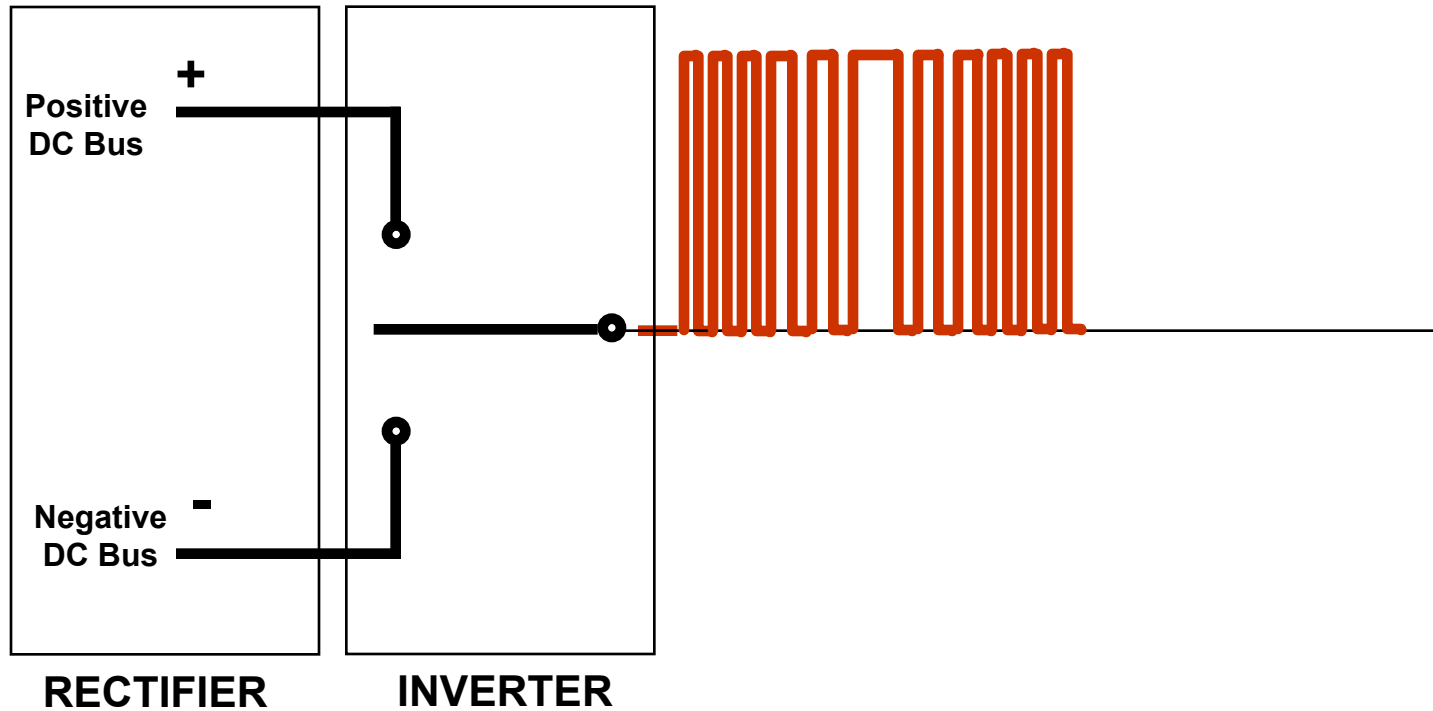 +
Positive
DC Bus
Negative -
DC Bus
RECTIFIER
INVERTER